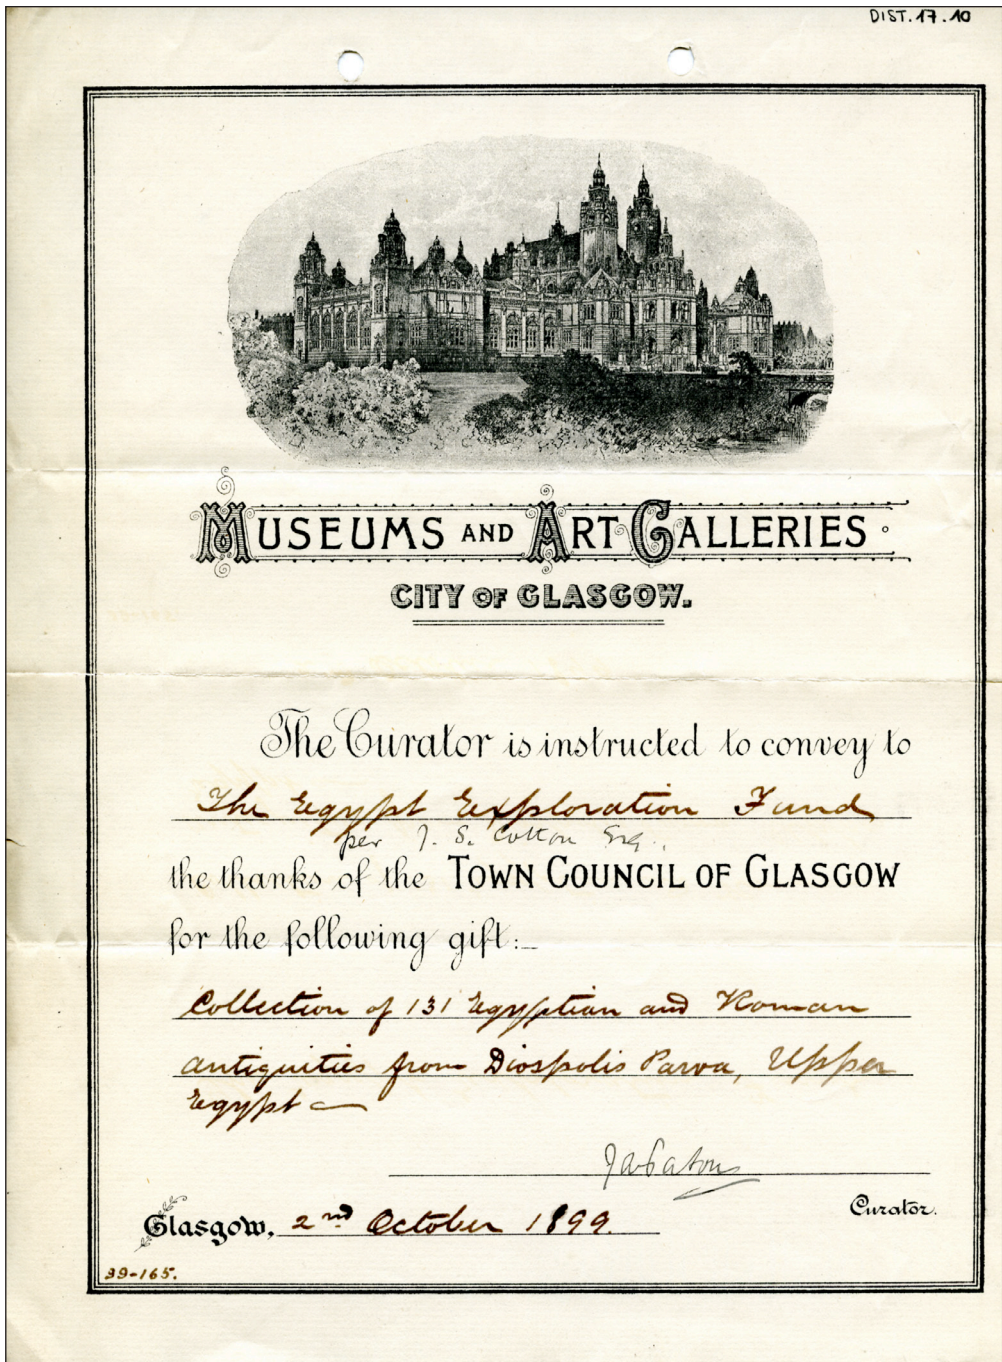 DIST. 17. 10
MUSEUMS AND ART GALLERIES
CITY OF GLASGOW.
The Curator is instructed to convey to
The Egypt Exploration Fund
per J. S. Cotton Esq.,
the thanks of the TOWN COUNCIL OF GLASGOW
for the following gift:—
Collection of 131 Egyptian and Roman
antiquities from Diospolis Parva, Upper
Egypt —
J A Paton
Curator.
Glasgow, 2nd October 1899.
99-165.